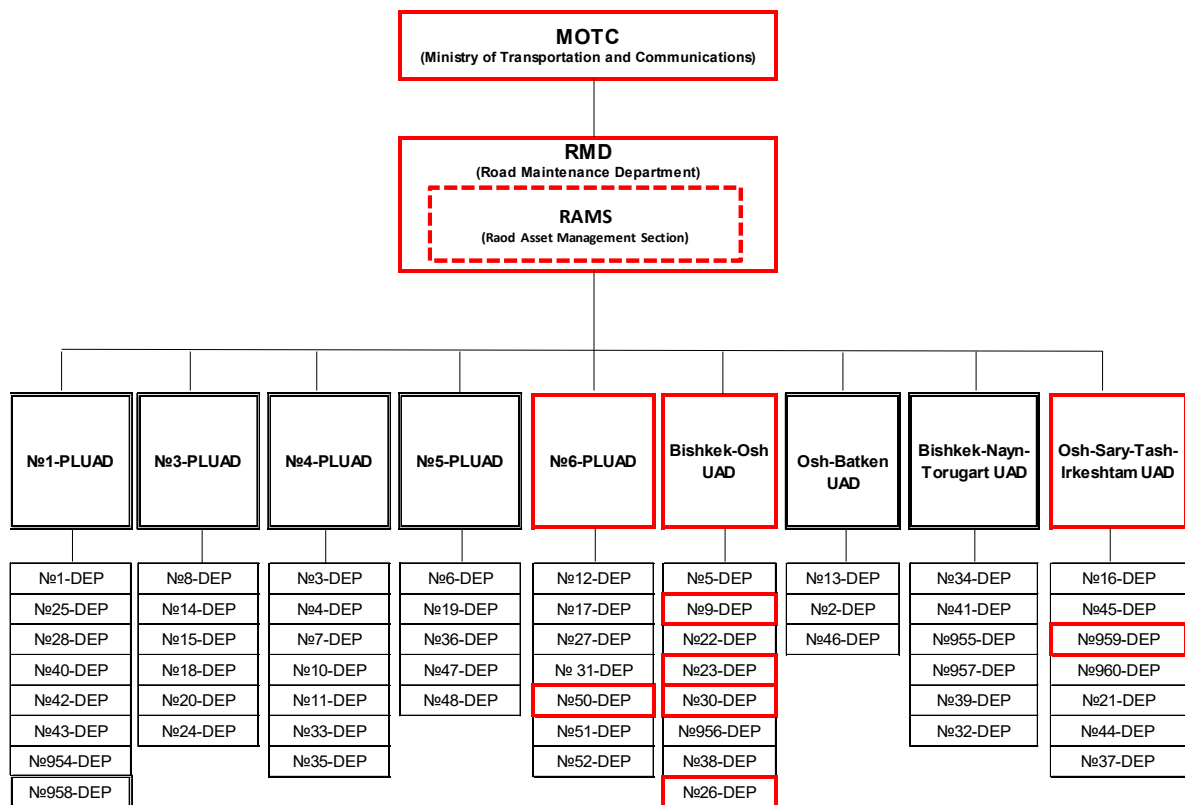 MOTC
(Ministry of Transportation and Communications)
RMD
(Road Maintenance Department)
RAMS
(Raod Asset Management Section)
№1-PLUAD
№3-PLUAD
№4-PLUAD
№5-PLUAD
№6-PLUAD
Bishkek-Osh
UAD
Osh-Batken
UAD
Bishkek-Nayn-
Torugart UAD
Osh-Sary-Tash-
Irkeshtam UAD
№1-DEP
№25-DEP
№28-DEP
№40-DEP
№42-DEP
№43-DEP
№954-DEP
№958-DEP
№8-DEP
№14-DEP
№15-DEP
№18-DEP
№20-DEP
№24-DEP
№3-DEP
№4-DEP
№7-DEP
№10-DEP
№11-DEP
№33-DEP
№35-DEP
№6-DEP
№19-DEP
№36-DEP
№47-DEP
№48-DEP
№12-DEP
№17-DEP
№27-DEP
№ 31-DEP
№50-DEP
№51-DEP
№52-DEP
№5-DEP
№9-DEP
№22-DEP
№23-DEP
№30-DEP
№956-DEP
№38-DEP
№26-DEP
№13-DEP
№2-DEP
№46-DEP
№34-DEP
№41-DEP
№955-DEP
№957-DEP
№39-DEP
№32-DEP
№16-DEP
№45-DEP
№959-DEP
№960-DEP
№21-DEP
№44-DEP
№37-DEP